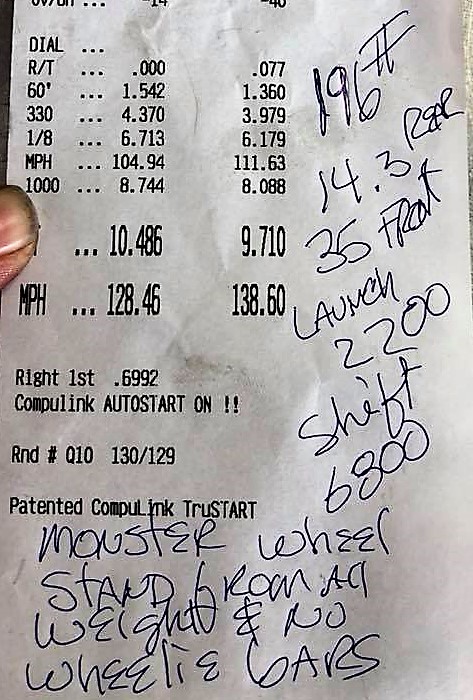 DIAL ...
R/T ... .000 .077
60' ... 1.542 1.360
330 ... 4.370 3.979
1/8 ... 6.713 6.179
MPH ... 104.94 111.63
1000 ... 8.744 8.088
... 10.486 9.710
MPH ... 128.46 138.60
Right 1st .6992
Compulink AUTOSTART ON !!
Rnd # Q10 130/129
Patented CompuLink TruSTART
196#
14.3 REAR
35 FRONT
LAUNCH
2200
Shift
6800
MONSTER WHEEL
STAND FROM All
WEIGHT & NO
WHEELIE BARS